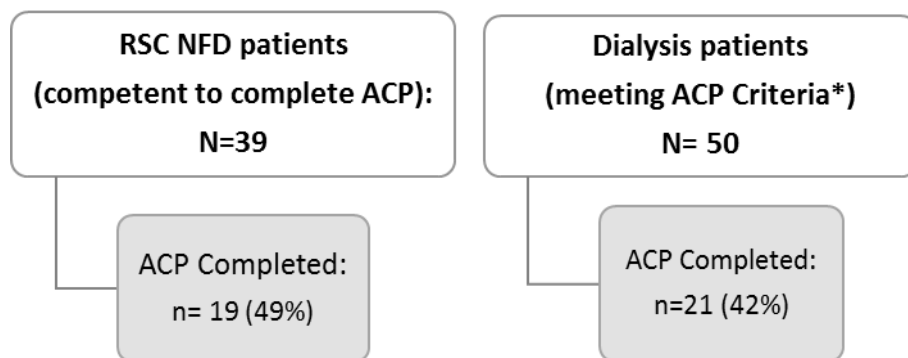 RSC NFD patients
(competent to complete ACP):
N=39
ACP Completed:
n= 19 (49%)
Dialysis patients
(meeting ACP Criteria*)
N= 50
ACP Completed:
n=21 (42%)